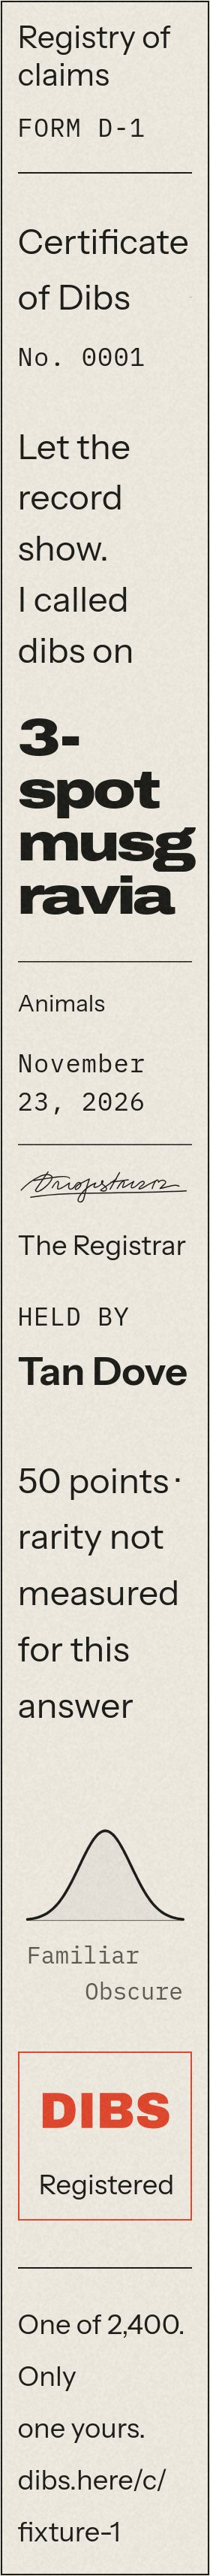 Registry of
claims
FORM D-1
Certificate
of Dibs
No. 0001
Let the
record
show.
I called
dibs on
3-
spot
musg
ravia
Animals
November
23, 2026
The Registrar
HELD BY
Tan Dove
50 points ·
rarity not
measured
for this
answer
Familiar
Obscure
DIBS
Registered
One of 2,400.
Only
one yours.
dibs.here/c/
fixture-1